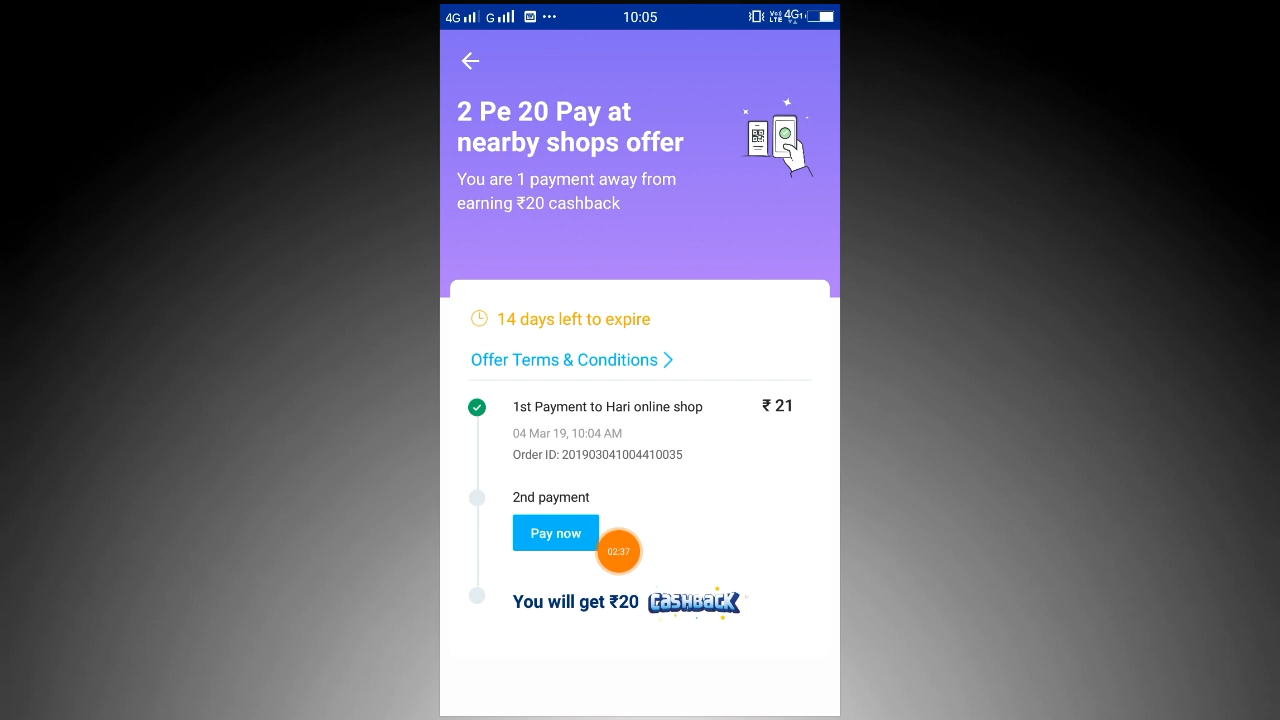 4G G 10:05 VoLTE 4G
2 Pe 20 Pay at
nearby shops offer
You are 1 payment away from
earning ₹20 cashback
14 days left to expire
Offer Terms & Conditions
1st Payment to Hari online shop ₹ 21
04 Mar 19, 10:04 AM
Order ID: 201903041004410035
2nd payment
Pay now
02:37
You will get ₹20 CASHBACK